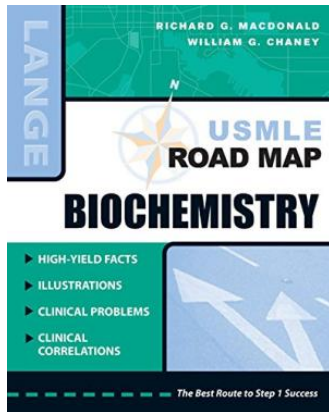 RICHARD G. MACDONALD
WILLIAM G. CHANEY
LANGE
N
USMLE
ROAD MAP
BIOCHEMISTRY
HIGH-YIELD FACTS
ILLUSTRATIONS
CLINICAL PROBLEMS
CLINICAL
CORRELATIONS
The Best Route to Step 1 Success